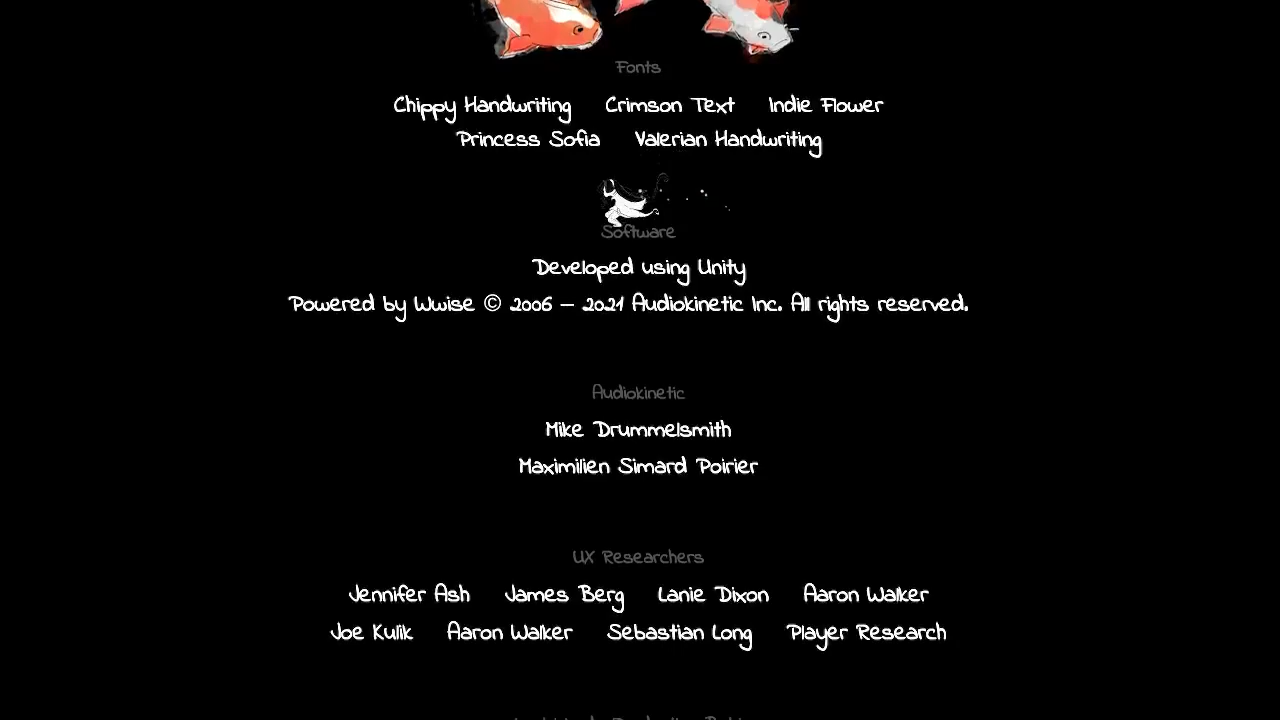 Fonts
Chippy Handwriting Crimson Text Indie Flower
Princess Sofia Valerian Handwriting
Software
Developed using Unity
Powered by Wwise © 2006 – 2021 Audiokinetic Inc. All rights reserved.
Audiokinetic
Mike Drummelsmith
Maximilien Simard Poirier
UX Researchers
Jennifer Ash James Berg Lanie Dixon Aaron Walker
Joe Kulik Aaron Walker Sebastian Long Player Research